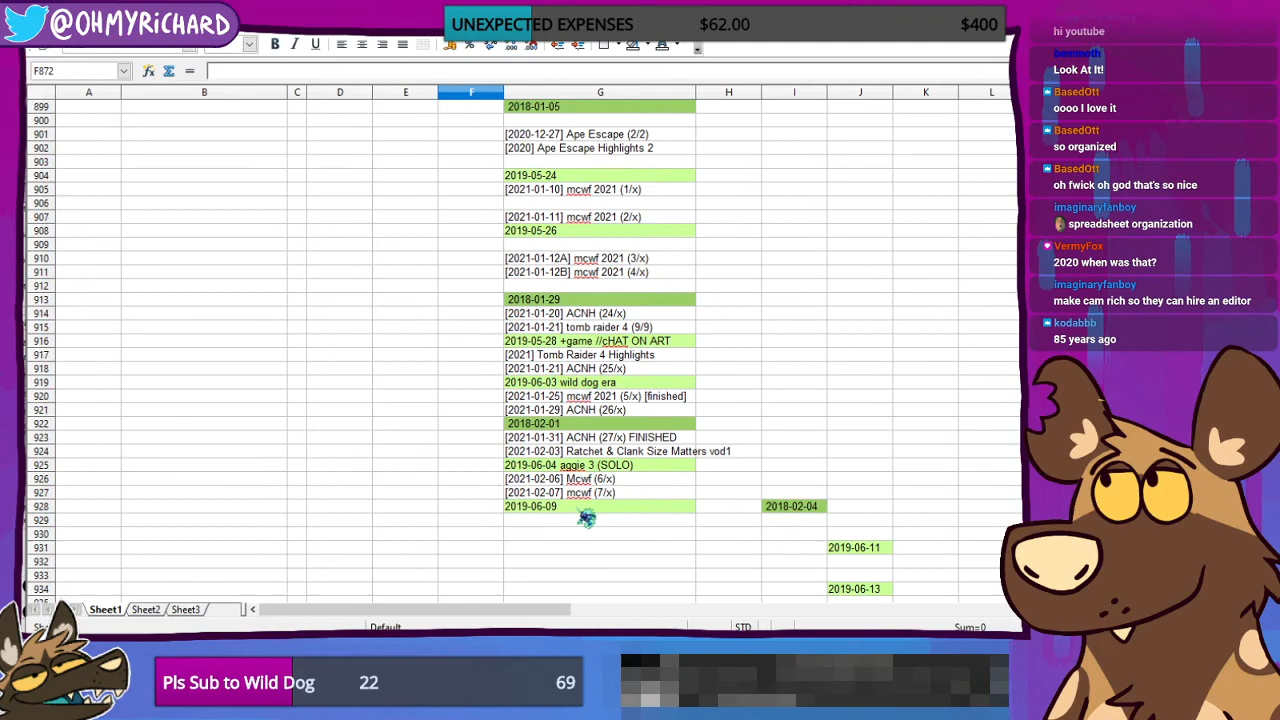 @OHMYRICHARD
UNEXPECTED EXPENSES $62.00 $400
F872
A B C D E F G H I J K L
899 2018-01-05
900
901 [2020-12-27] Ape Escape (2/2)
902 [2020] Ape Escape Highlights 2
903
904 2019-05-24
905 [2021-01-10] mcwf 2021 (1/x)
906
907 [2021-01-11] mcwf 2021 (2/x)
908 2019-05-26
909
910 [2021-01-12A] mcwf 2021 (3/x)
911 [2021-01-12B] mcwf 2021 (4/x)
912
913 2018-01-29
914 [2021-01-20] ACNH (24/x)
915 [2021-01-21] tomb raider 4 (9/9)
916 2019-05-28 +game //cHAT ON ART
917 [2021] Tomb Raider 4 Highlights
918 [2021-01-21] ACNH (25/x)
919 2019-06-03 wild dog era
920 [2021-01-25] mcwf 2021 (5/x) [finished]
921 [2021-01-29] ACNH (26/x)
922 2018-02-01
923 [2021-01-31] ACNH (27/x) FINISHED
924 [2021-02-03] Ratchet & Clank Size Matters vod1
925 2019-06-04 aggie 3 (SOLO)
926 [2021-02-06] Mcwf (6/x)
927 [2021-02-07] mcwf (7/x)
928 2019-06-09 2018-02-04
929
930
931 2019-06-11
932
933
934 2019-06-13
Sheet1 Sheet2 Sheet3
Default STD Sum=0
hi youtube
Look At It!
BasedOtt
oooo I love it
BasedOtt
so organized
BasedOtt
oh fwick oh god that's so nice
imaginaryfanboy
spreadsheet organization
VermyFox
2020 when was that?
imaginaryfanboy
make cam rich so they can hire an editor
kodabbb
85 years ago
Pls Sub to Wild Dog 22 69